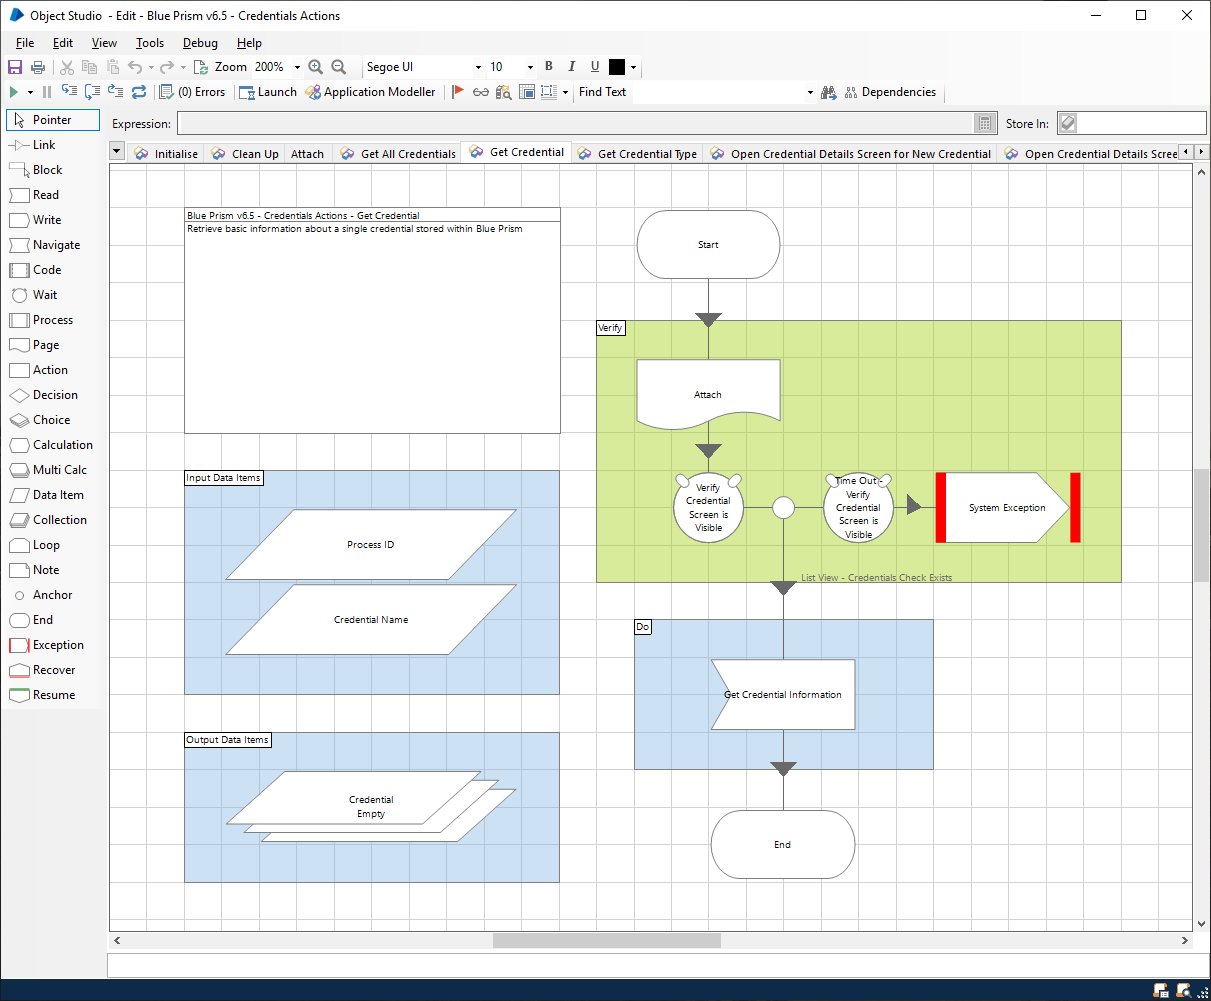 Object Studio - Edit - Blue Prism v6.5 - Credentials Actions
File Edit View Tools Debug Help
Zoom 200% Segoe UI 10 B I U
(0) Errors Launch Application Modeller Find Text Dependencies
Expression: Store In:
Initialise Clean Up Attach Get All Credentials Get Credential Get Credential Type Open Credential Details Screen for New Credential Open Credential Details Scree
Pointer
Link
Block
Read
Write
Navigate
Code
Wait
Process
Page
Action
Decision
Choice
Calculation
Multi Calc
Data Item
Collection
Loop
Note
Anchor
End
Exception
Recover
Resume
Blue Prism v6.5 - Credentials Actions - Get Credential
Retrieve basic information about a single credential stored within Blue Prism
Start
Verify
Attach
Verify
Credential
Screen is
Visible
Time Out -
Verify
Credential
Screen is
Visible
System Exception
List View - Credentials Check Exists
Input Data Items
Process ID
Credential Name
Do
Get Credential Information
Output Data Items
Credential
Empty
End